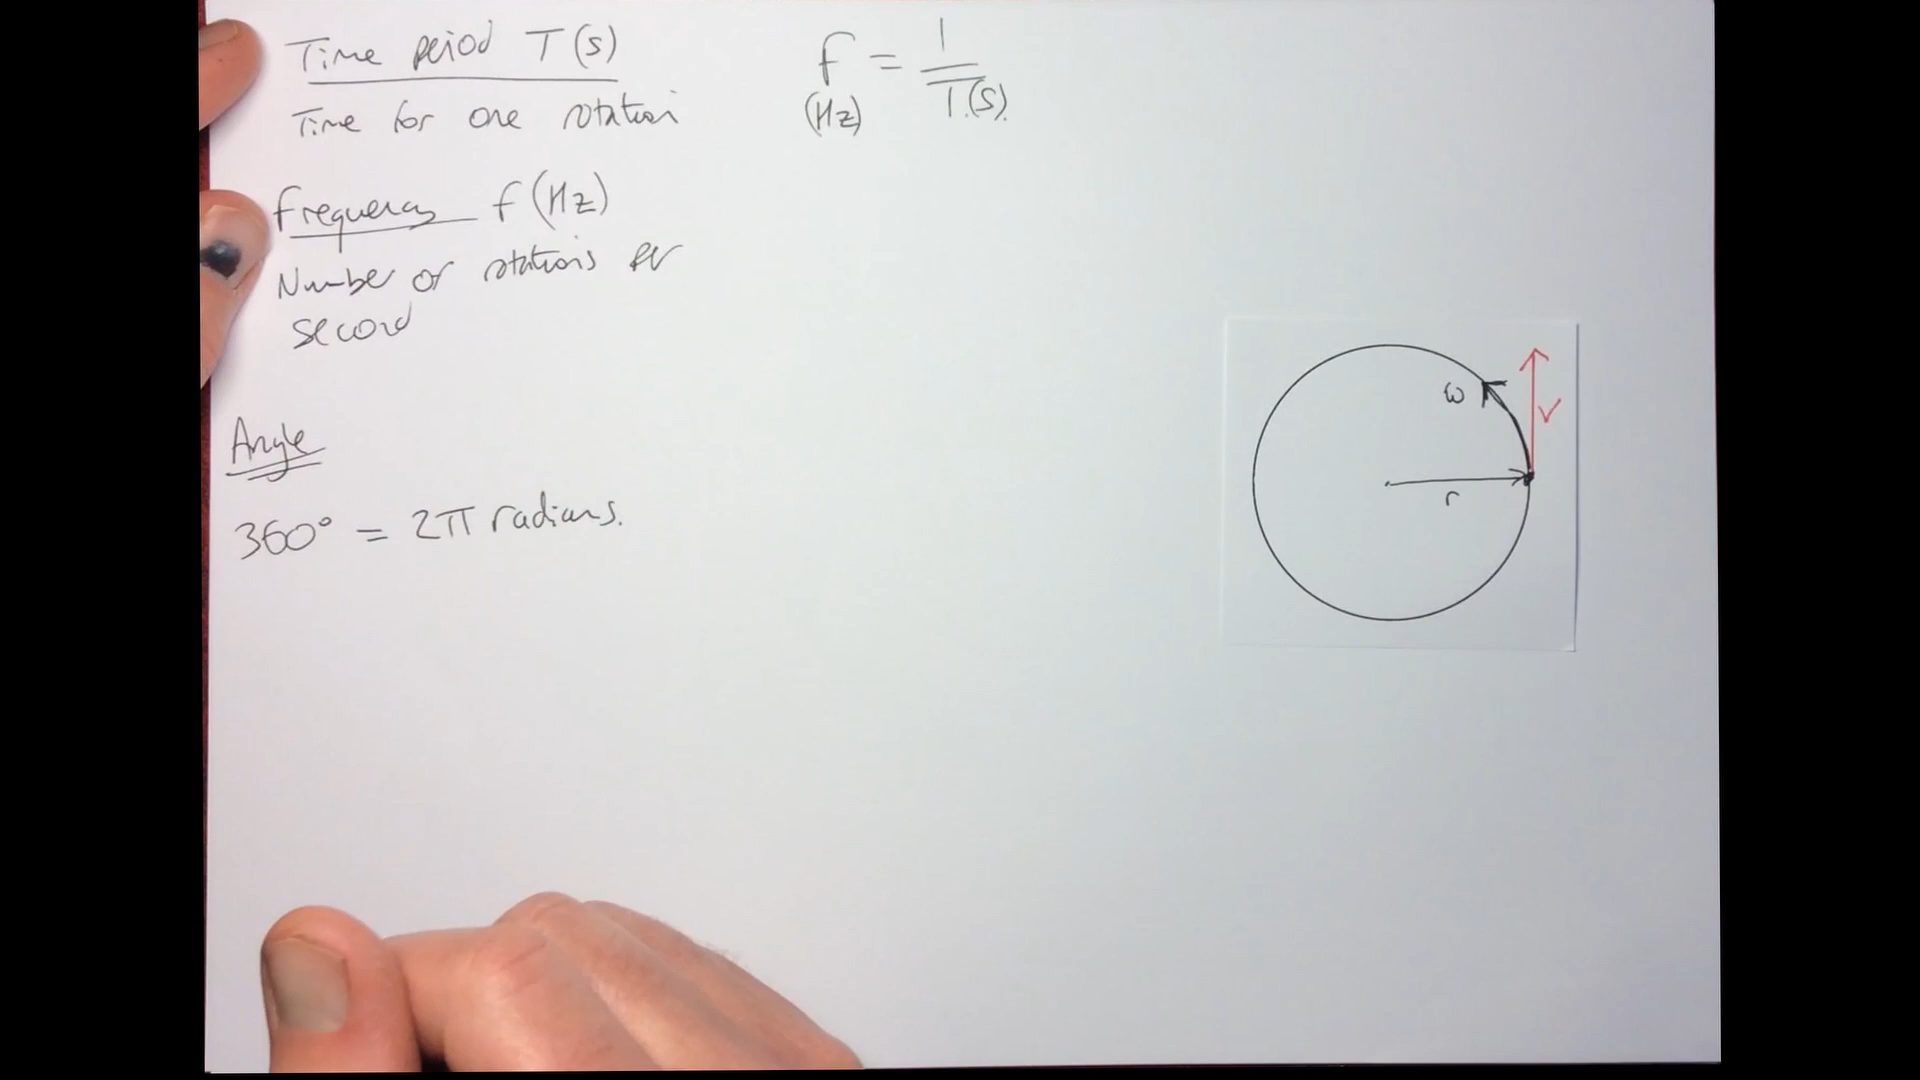 Time period T (s)
Time for one rotation
f = 1/T(s).
(Hz)
Frequency f (Hz)
Number of rotations per
second
Angle
360° = 2π radians.
ω
v
r